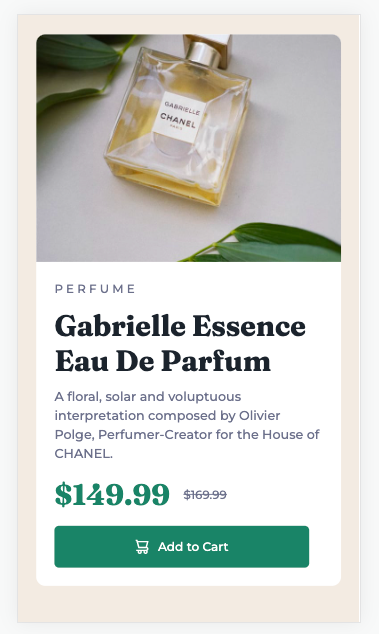 GABRIELLE
CHANEL
PARIS
PERFUME
Gabrielle Essence
Eau De Parfum
A floral, solar and voluptuous
interpretation composed by Olivier
Polge, Perfumer-Creator for the House of
CHANEL.
$149.99 $169.99
Add to Cart